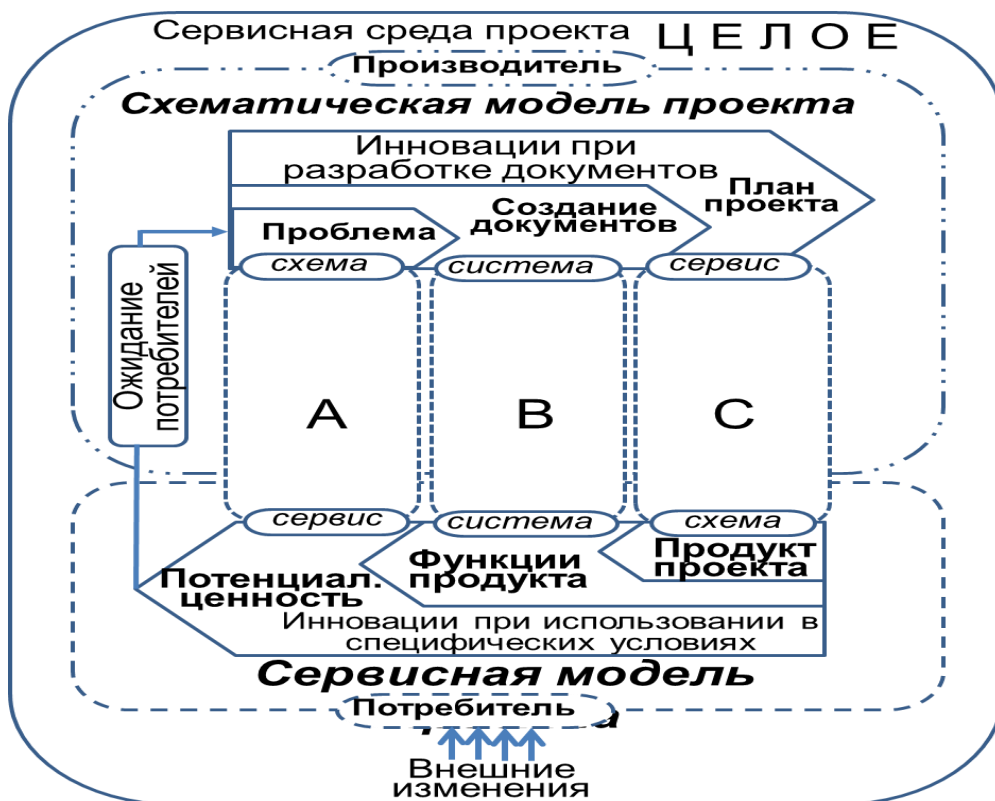 Сервисная среда проекта
Ц Е Л О Е
Производитель
Схематическая модель проекта
Инновации при
разработке документов
План
проекта
Создание
документов
Проблема
схема
система
сервис
Ожидание
потребителей
A
B
C
сервис
система
схема
Продукт
проекта
Функции
продукта
Потенциал.
ценность
Инновации при использовании в
специфических условиях
Сервисная модель
Потребитель
Внешние
изменения